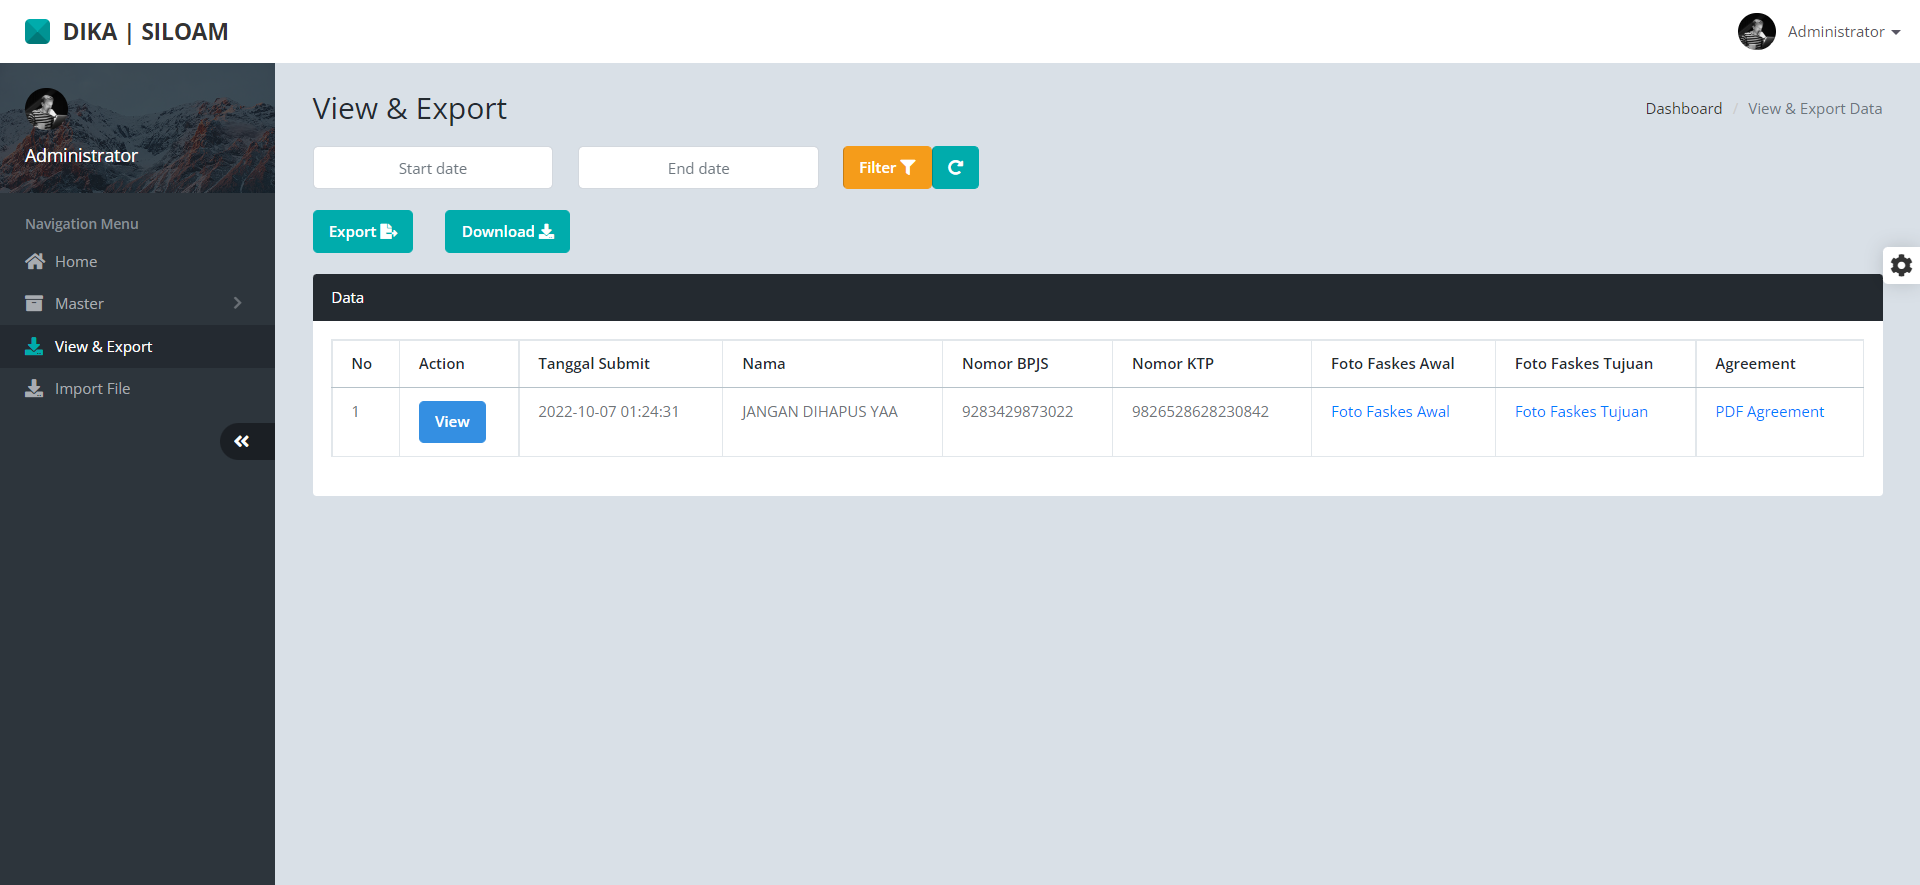 DIKA | SILOAM
Administrator
Administrator
Navigation Menu
Home
Master
View & Export
Import File
View & Export
Dashboard / View & Export Data
Start date
End date
Filter
Export
Download
Data
No Action Tanggal Submit Nama Nomor BPJS Nomor KTP Foto Faskes Awal Foto Faskes Tujuan Agreement
1 View 2022-10-07 01:24:31 JANGAN DIHAPUS YAA 9283429873022 9826528628230842 Foto Faskes Awal Foto Faskes Tujuan PDF Agreement